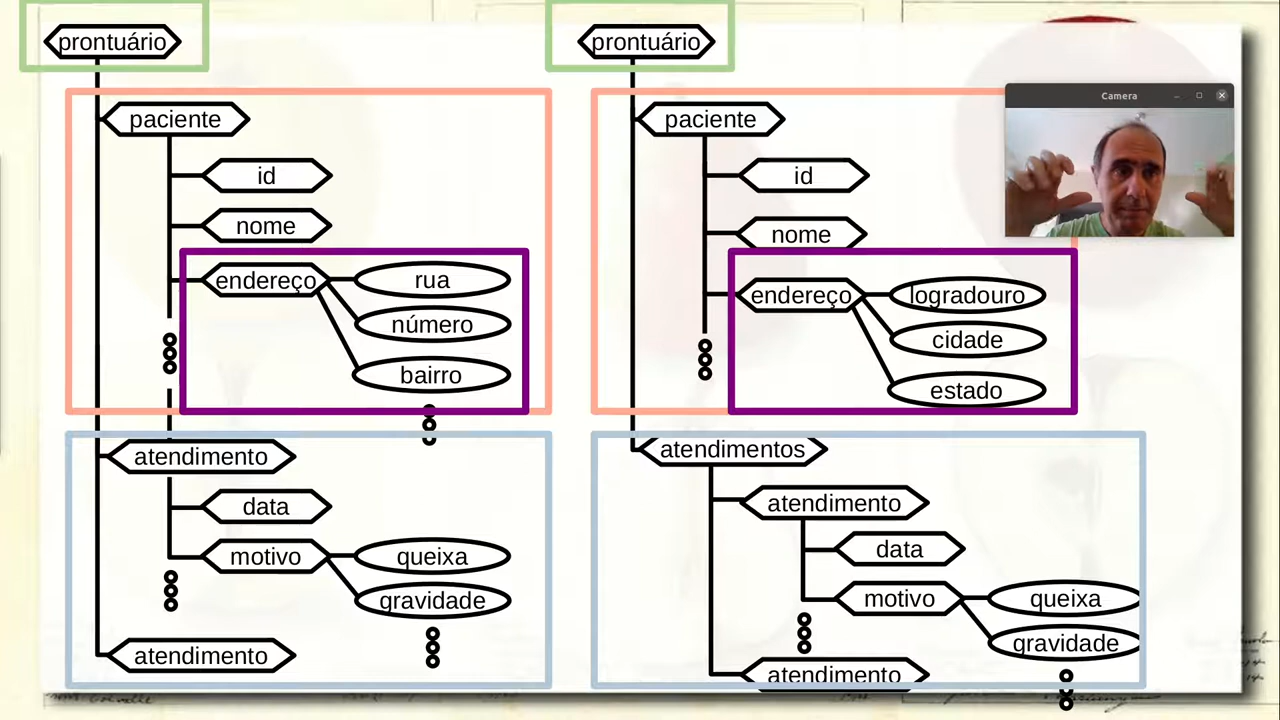 prontuário
paciente
id
nome
endereço
rua
número
bairro
atendimento
data
motivo
queixa
gravidade
atendimento
prontuário
paciente
id
nome
endereço
logradouro
cidade
estado
atendimentos
atendimento
data
motivo
queixa
gravidade
atendimento
Camera